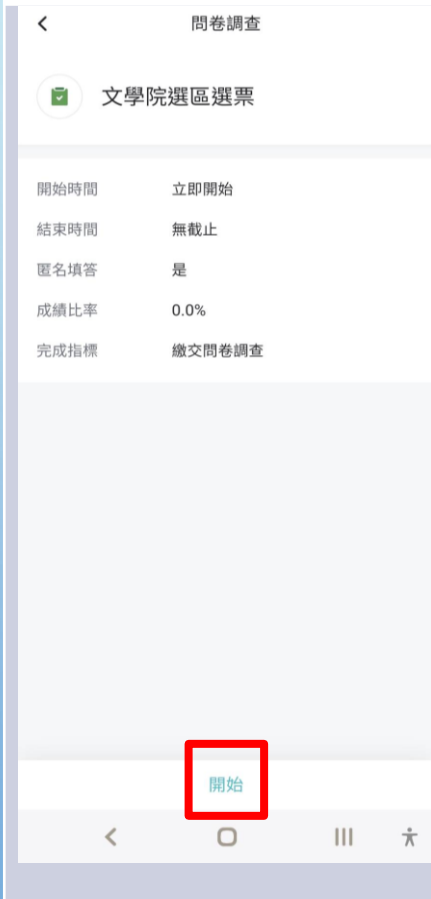 問卷調查
文學院選區選票
開始時間 立即開始
結束時間 無截止
匿名填答 是
成績比率 0.0%
完成指標 繳交問卷調查
開始